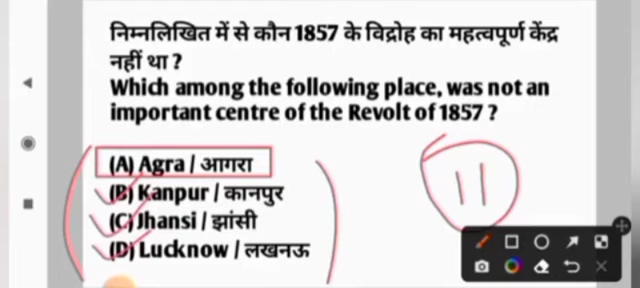 निम्नलिखित में से कौन 1857 के विद्रोह का महत्वपूर्ण केंद्र
नहीं था ?
Which among the following place, was not an
important centre of the Revolt of 1857 ?
(A) Agra / आगरा
(B) Kanpur / कानपुर
(C) Jhansi / झांसी
(D) Lucknow / लखनऊ
11